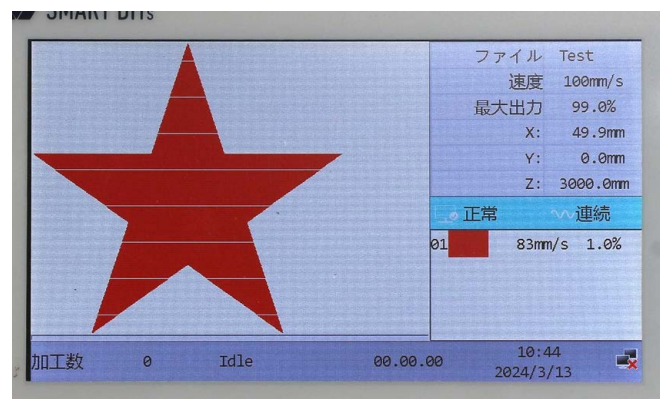 SMART DIYs
ファイル Test
速度 100mm/s
最大出力 99.0%
X: 49.9mm
Y: 0.0mm
Z: 3000.0mm
正常 連続
01 83mm/s 1.0%
加工数 0 Idle 00.00.00 10:44
2024/3/13